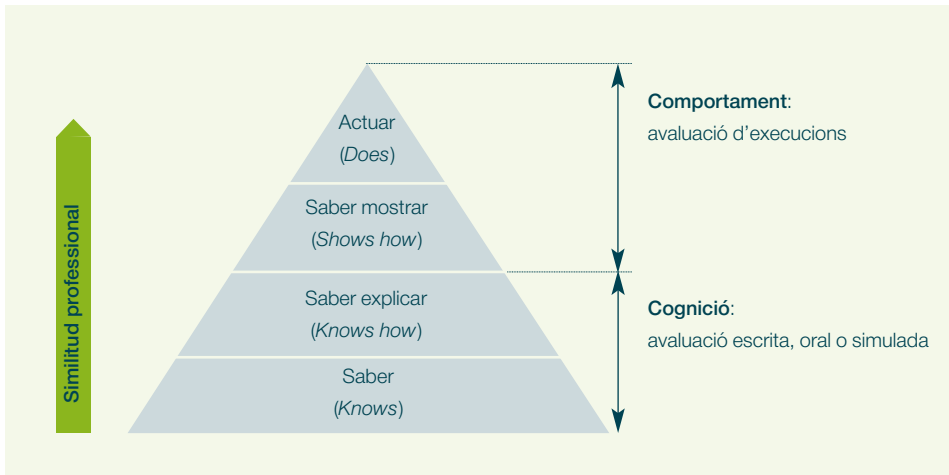 Similitud professional
Actuar
(Does)
Saber mostrar
(Shows how)
Saber explicar
(Knows how)
Saber
(Knows)
Comportament:
avaluació d’execucions
Cognició:
avaluació escrita, oral o simulada